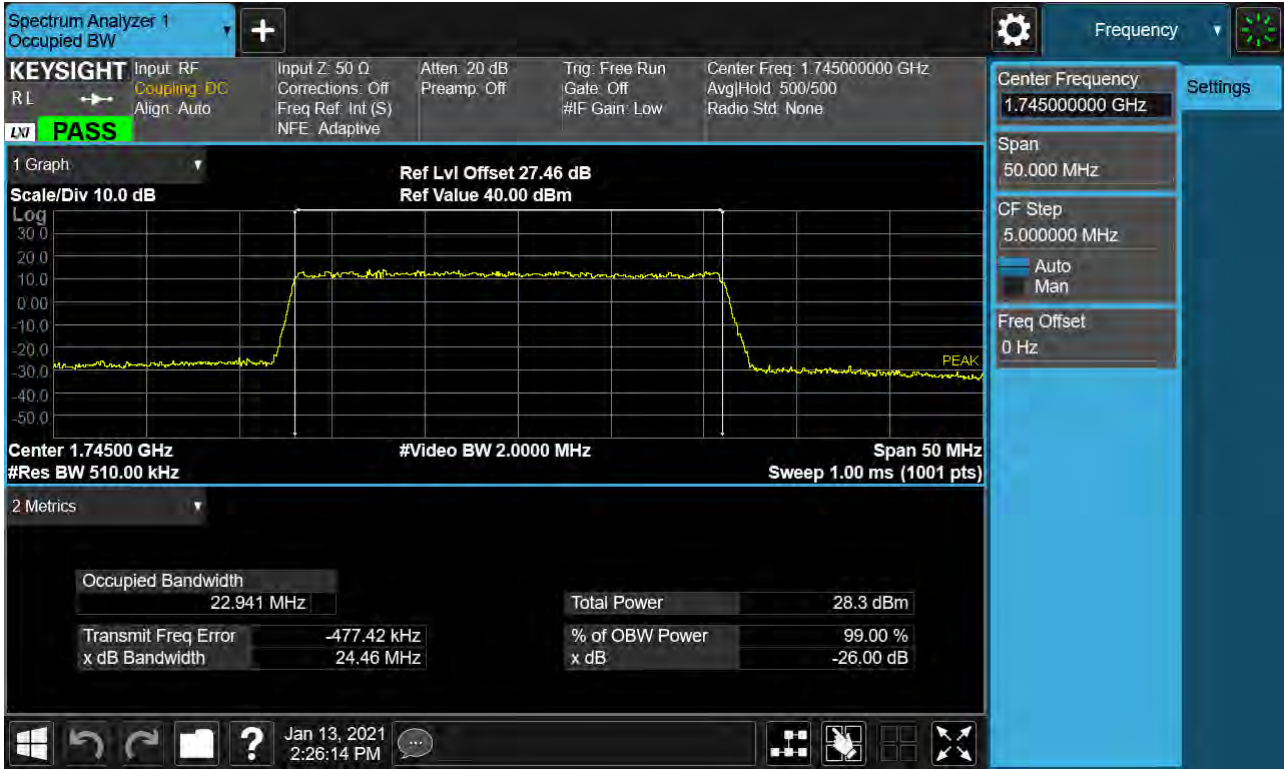 Spectrum Analyzer 1
Occupied BW
Frequency
KEYSIGHT
Input: RF
Coupling: DC
Align: Auto
Input Z: 50 Ω
Corrections: Off
Freq Ref: Int (S)
NFE: Adaptive
Atten: 20 dB
Preamp: Off
Trig: Free Run
Gate: Off
#IF Gain: Low
Center Freq: 1.745000000 GHz
Avg|Hold: 500/500
Radio Std: None
RL
LXI
PASS
1 Graph
Scale/Div 10.0 dB
Ref Lvl Offset 27.46 dB
Ref Value 40.00 dBm
Log
30.0
20.0
10.0
0.00
-10.0
-20.0
-30.0
-40.0
-50.0
PEAK
Center 1.74500 GHz
#Video BW 2.0000 MHz
Span 50 MHz
#Res BW 510.00 kHz
Sweep 1.00 ms (1001 pts)
2 Metrics
Occupied Bandwidth
22.941 MHz
Total Power 28.3 dBm
Transmit Freq Error -477.42 kHz
% of OBW Power 99.00 %
x dB Bandwidth 24.46 MHz
x dB -26.00 dB
Jan 13, 2021
2:26:14 PM
Center Frequency
1.745000000 GHz
Settings
Span
50.000 MHz
CF Step
5.000000 MHz
Auto
Man
Freq Offset
0 Hz